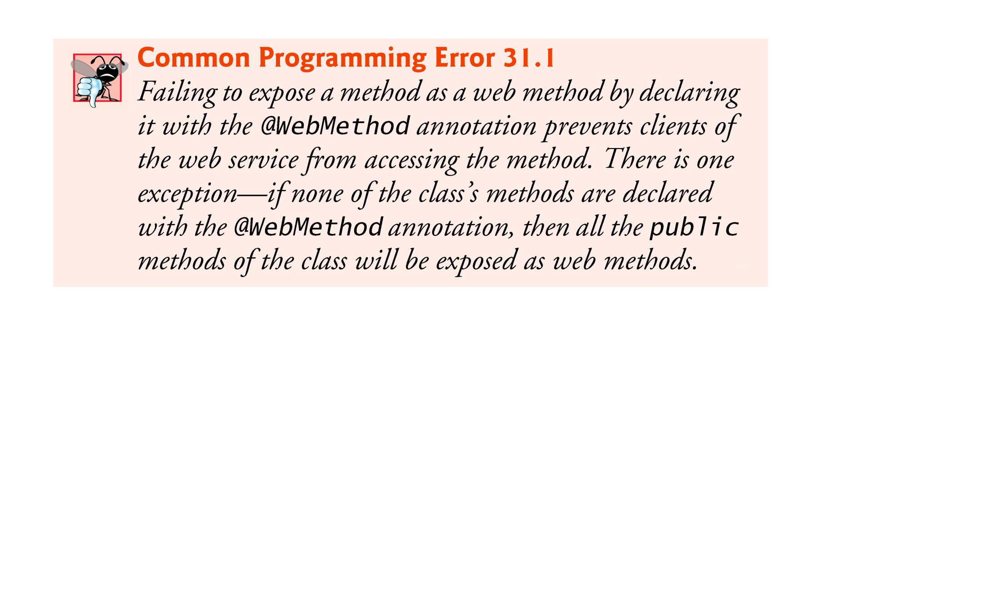 Common Programming Error 31.1
Failing to expose a method as a web method by declaring
it with the @WebMethod annotation prevents clients of
the web service from accessing the method. There is one
exception—if none of the class’s methods are declared
with the @WebMethod annotation, then all the public
methods of the class will be exposed as web methods.